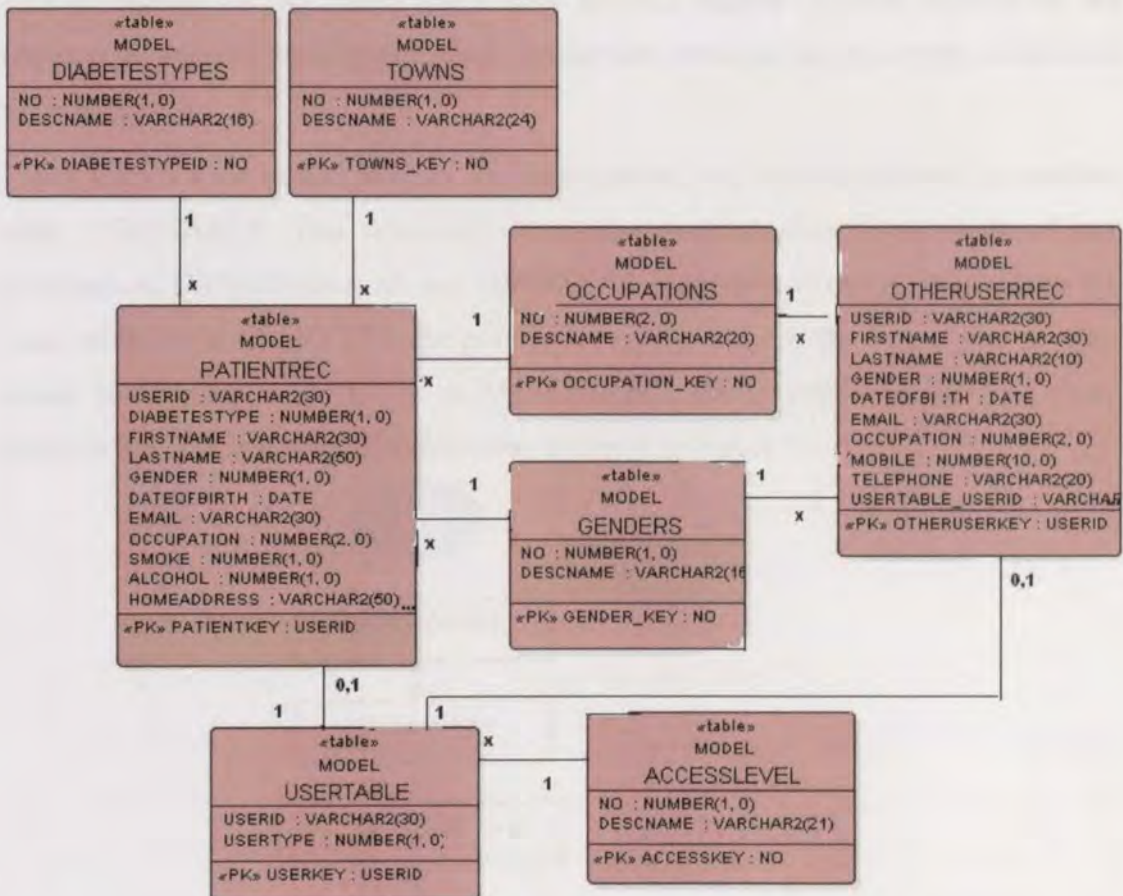 «table»
MODEL
DIABETESTYPES
NO : NUMBER(1, 0)
DESCNAME : VARCHAR2(16)
«PK» DIABETESTYPEID : NO
«table»
MODEL
TOWNS
NO : NUMBER(1, 0)
DESCNAME : VARCHAR2(24)
«PK» TOWNS_KEY : NO
1
x
1
x
«table»
MODEL
OCCUPATIONS
NO : NUMBER(2, 0)
DESCNAME : VARCHAR2(20)
«PK» OCCUPATION_KEY : NO
1
x
1
x
«table»
MODEL
OTHERUSERREC
USERID : VARCHAR2(30)
FIRSTNAME : VARCHAR2(30)
LASTNAME : VARCHAR2(10)
GENDER : NUMBER(1, 0)
DATEOFBI :TH : DATE
EMAIL : VARCHAR2(30)
OCCUPATION : NUMBER(2, 0)
MOBILE : NUMBER(10, 0)
TELEPHONE : VARCHAR2(20)
USERTABLE_USERID : VARCHAR
«PK» OTHERUSERKEY : USERID
«table»
MODEL
PATIENTREC
USERID : VARCHAR2(30)
DIABETESTYPE : NUMBER(1, 0)
FIRSTNAME : VARCHAR2(30)
LASTNAME : VARCHAR2(50)
GENDER : NUMBER(1, 0)
DATEOFBIRTH : DATE
EMAIL : VARCHAR2(30)
OCCUPATION : NUMBER(2, 0)
SMOKE : NUMBER(1, 0)
ALCOHOL : NUMBER(1, 0)
HOMEADDRESS : VARCHAR2(50)...
«PK» PATIENTKEY : USERID
1
x
«table»
MODEL
GENDERS
NO : NUMBER(1, 0)
DESCNAME : VARCHAR2(16
«PK» GENDER_KEY : NO
1
x
0,1
1
0,1
1
«table»
MODEL
USERTABLE
USERID : VARCHAR2(30)
USERTYPE : NUMBER(1, 0)
«PK» USERKEY : USERID
x
1
«table»
MODEL
ACCESSLEVEL
NO : NUMBER(1, 0)
DESCNAME : VARCHAR2(21)
«PK» ACCESSKEY : NO